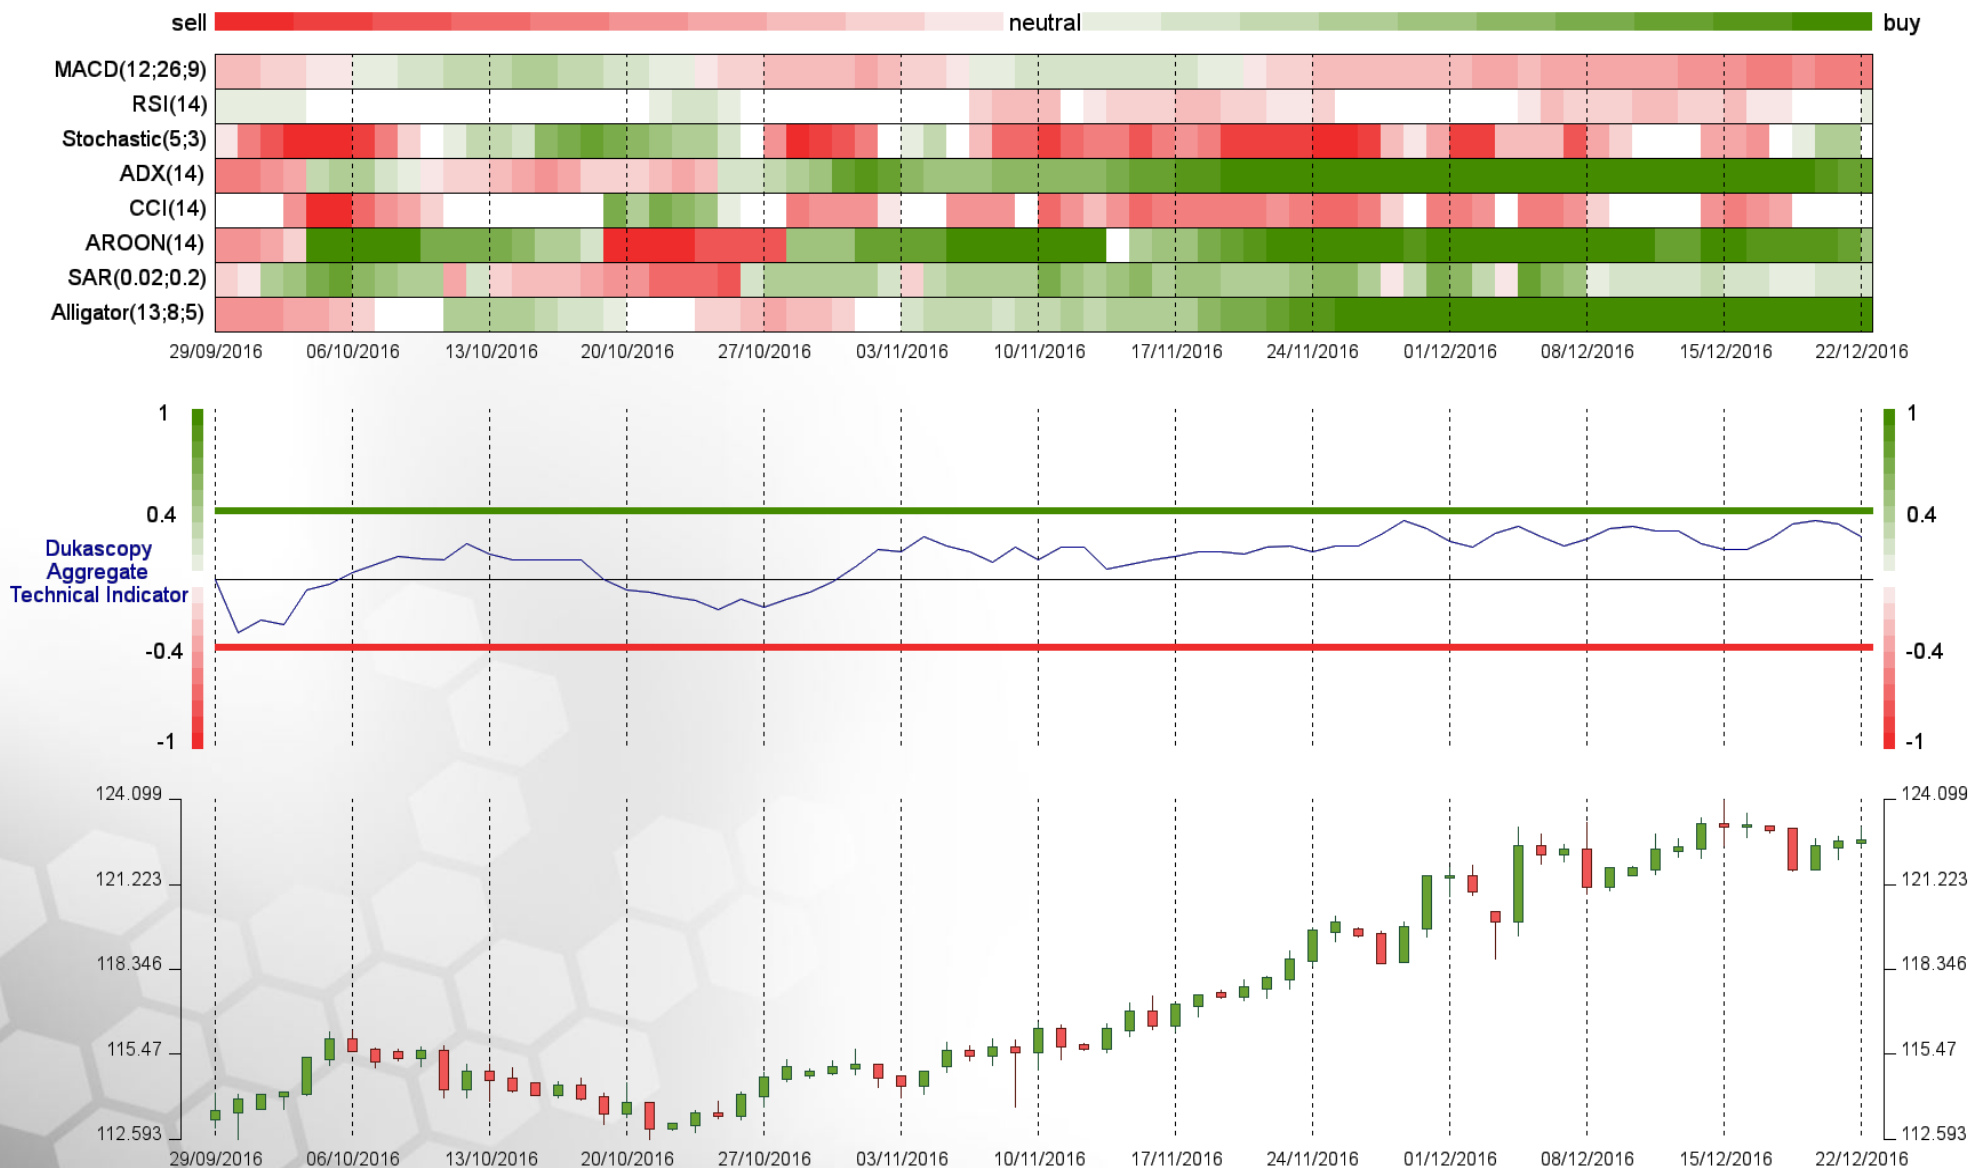 sell neutral buy
MACD(12;26;9)
RSI(14)
Stochastic(5;3)
ADX(14)
CCI(14)
AROON(14)
SAR(0.02;0.2)
Alligator(13;8;5)
29/09/2016 06/10/2016 13/10/2016 20/10/2016 27/10/2016 03/11/2016 10/11/2016 17/11/2016 24/11/2016 01/12/2016 08/12/2016 15/12/2016 22/12/2016
1 1
0.4 0.4
Dukascopy
Aggregate
Technical Indicator
-0.4 -0.4
-1 -1
124.099 124.099
121.223 121.223
118.346 118.346
115.47 115.47
112.593 112.593
29/09/2016 06/10/2016 13/10/2016 20/10/2016 27/10/2016 03/11/2016 10/11/2016 17/11/2016 24/11/2016 01/12/2016 08/12/2016 15/12/2016 22/12/2016